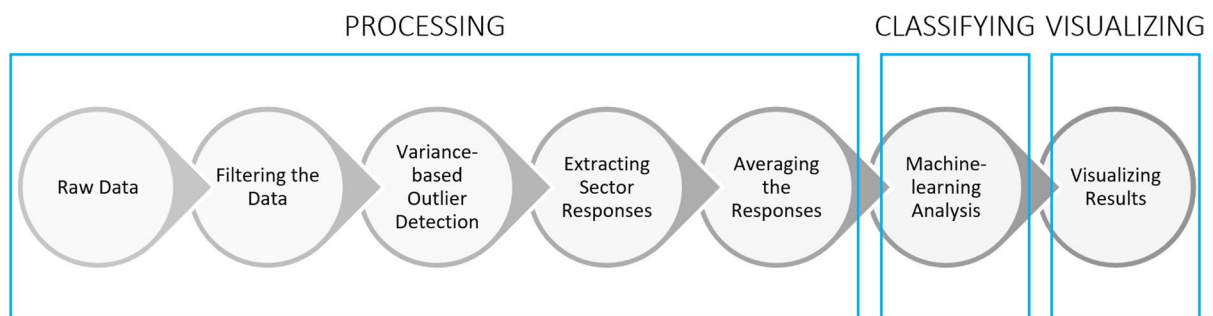 PROCESSING
CLASSIFYING
VISUALIZING
Raw Data
Filtering the
Data
Variance-
based
Outlier
Detection
Extracting
Sector
Responses
Averaging
the
Responses
Machine-
learning
Analysis
Visualizing
Results